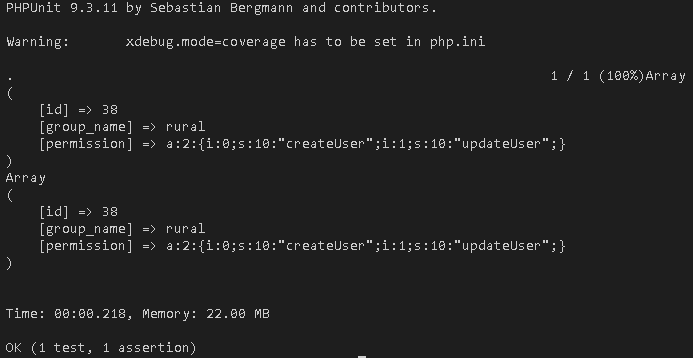 PHPUnit 9.3.11 by Sebastian Bergmann and contributors.
Warning:       xdebug.mode=coverage has to be set in php.ini
.                                                                   1 / 1 (100%)Array
(
    [id] => 38
    [group_name] => rural
    [permission] => a:2:{i:0;s:10:"createUser";i:1;s:10:"updateUser";}
)
Array
(
    [id] => 38
    [group_name] => rural
    [permission] => a:2:{i:0;s:10:"createUser";i:1;s:10:"updateUser";}
)
Time: 00:00.218, Memory: 22.00 MB
OK (1 test, 1 assertion)